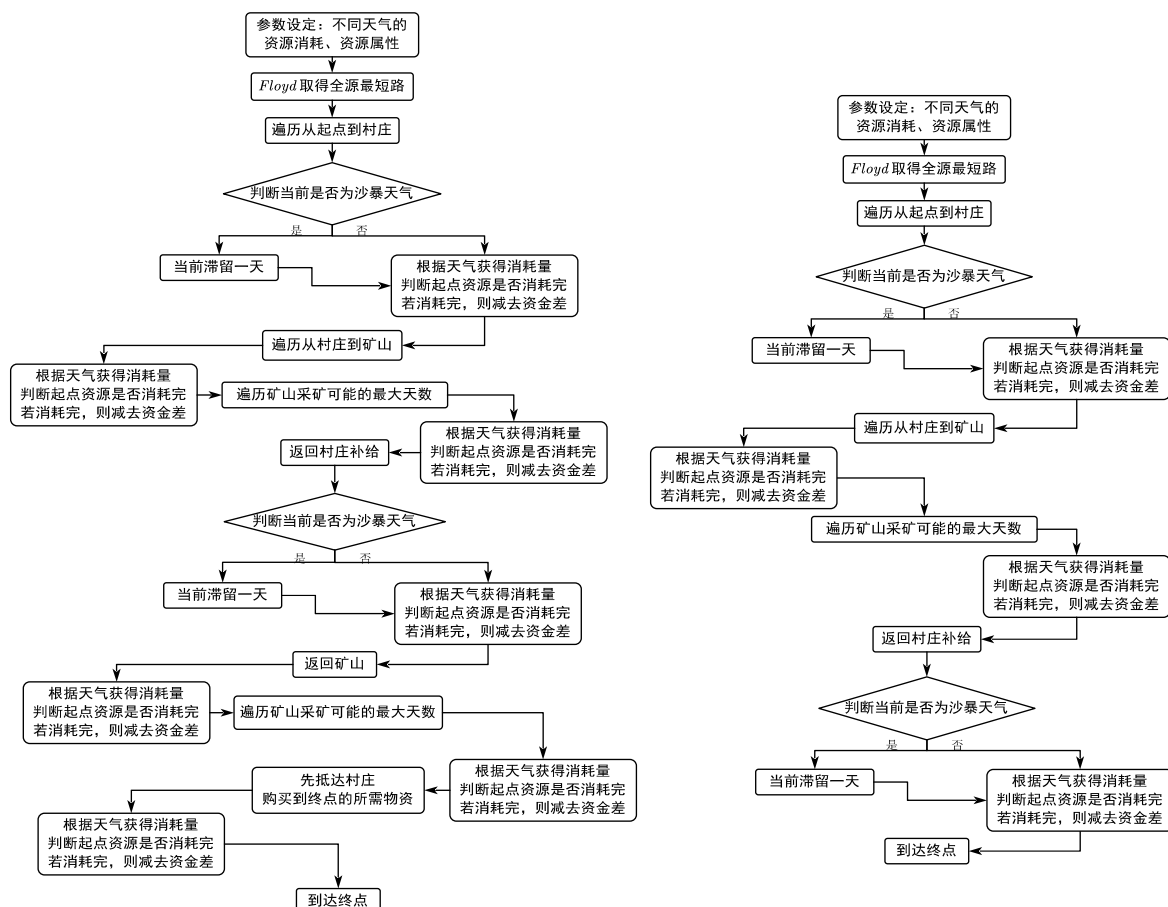 参数设定：不同天气的
资源消耗、资源属性
Floyd取得全源最短路
遍历从起点到村庄
判断当前是否为沙暴天气
是
否
当前滞留一天
根据天气获得消耗量
判断起点资源是否消耗完
若消耗完，则减去资金差
遍历从村庄到矿山
根据天气获得消耗量
判断起点资源是否消耗完
若消耗完，则减去资金差
遍历矿山采矿可能的最大天数
根据天气获得消耗量
判断起点资源是否消耗完
若消耗完，则减去资金差
返回村庄补给
判断当前是否为沙暴天气
是
否
当前滞留一天
根据天气获得消耗量
判断起点资源是否消耗完
若消耗完，则减去资金差
返回矿山
根据天气获得消耗量
判断起点资源是否消耗完
若消耗完，则减去资金差
遍历矿山采矿可能的最大天数
根据天气获得消耗量
判断起点资源是否消耗完
若消耗完，则减去资金差
先抵达村庄
购买到终点的所需物资
根据天气获得消耗量
判断起点资源是否消耗完
若消耗完，则减去资金差
到达终点
参数设定：不同天气的
资源消耗、资源属性
Floyd取得全源最短路
遍历从起点到村庄
判断当前是否为沙暴天气
是
否
当前滞留一天
根据天气获得消耗量
判断起点资源是否消耗完
若消耗完，则减去资金差
遍历从村庄到矿山
根据天气获得消耗量
判断起点资源是否消耗完
若消耗完，则减去资金差
遍历矿山采矿可能的最大天数
根据天气获得消耗量
判断起点资源是否消耗完
若消耗完，则减去资金差
返回村庄补给
判断当前是否为沙暴天气
是
否
当前滞留一天
根据天气获得消耗量
判断起点资源是否消耗完
若消耗完，则减去资金差
到达终点